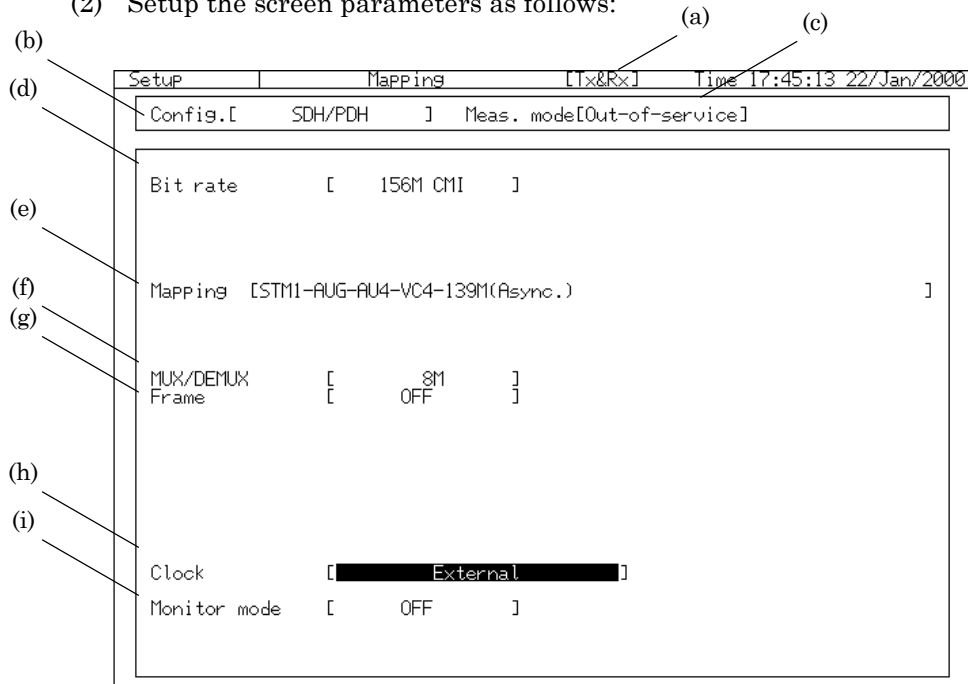 (2) Setup the screen parameters as follows:
(a)
(c)
(b)
Setup Mapping [Tx&Rx] Time 17:45:13 22/Jan/2000
(d)
Config.[ SDH/PDH ] Meas. mode[Out-of-service]
Bit rate [ 156M CMI ]
(e)
Mapping [STM1-AUG-AU4-VC4-139M(Async.) ]
(f)
(g)
MUX/DEMUX [ 8M ]
Frame [ OFF ]
(h)
(i)
Clock [ External ]
Monitor mode [ OFF ]